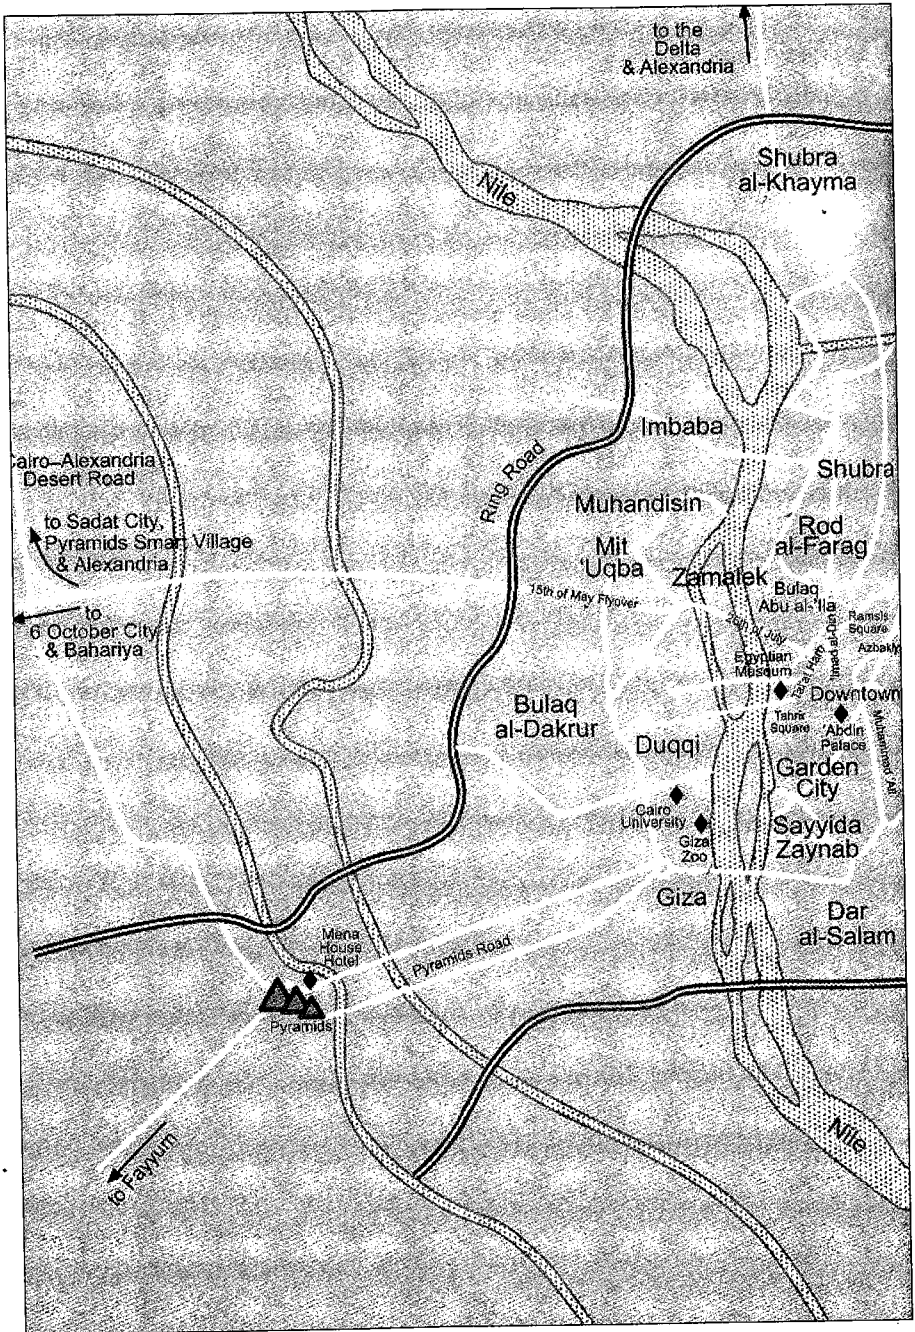 to the
Delta
& Alexandria
Shubra
al-Khayma
Nile
Imbaba
Ring Road
Cairo–Alexandria
Desert Road
Shubra
Muhandisin
to Sadat City,
Pyramids Smart Village
& Alexandria
Rod
al-Farag
Mit
'Uqba
Zamalek
15th of May Flyover
Bulaq
Abu al-'Ila
to
6 October City
& Bahariya
26th of July
Imad al-Din
Ramsis
Square
Azbakiy
Egyptian
Museum
Tal'at Harb
Downtown
Bulaq
al-Dakrur
Tahrir
Square
'Abdin
Palace
Muhammad 'Ali
Duqqi
Garden
City
Cairo
University
Giza
Zoo
Sayyida
Zaynab
Giza
Dar
al-Salam
Mena
House
Hotel
Pyramids Road
Pyramids
Nile
to Fayyum